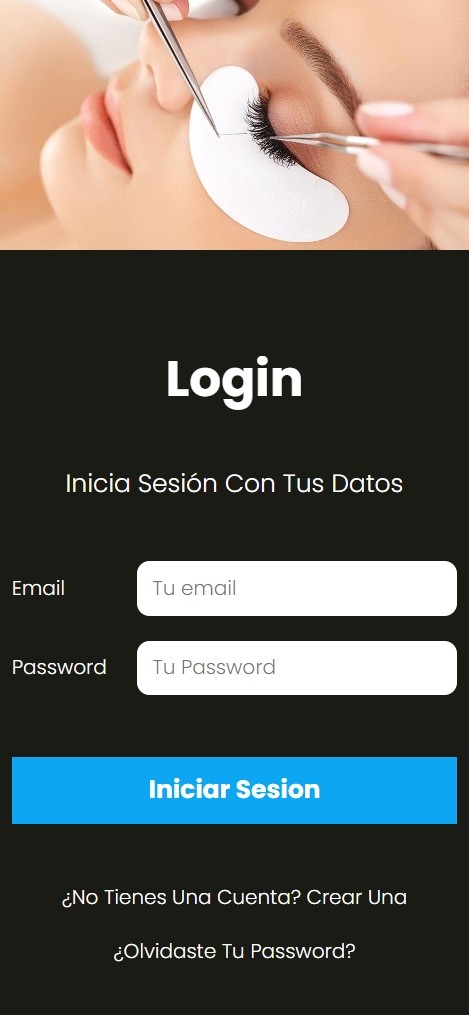 Login
Inicia Sesión Con Tus Datos
Email
Tu email
Password
Tu Password
Iniciar Sesion
¿No Tienes Una Cuenta? Crear Una
¿Olvidaste Tu Password?